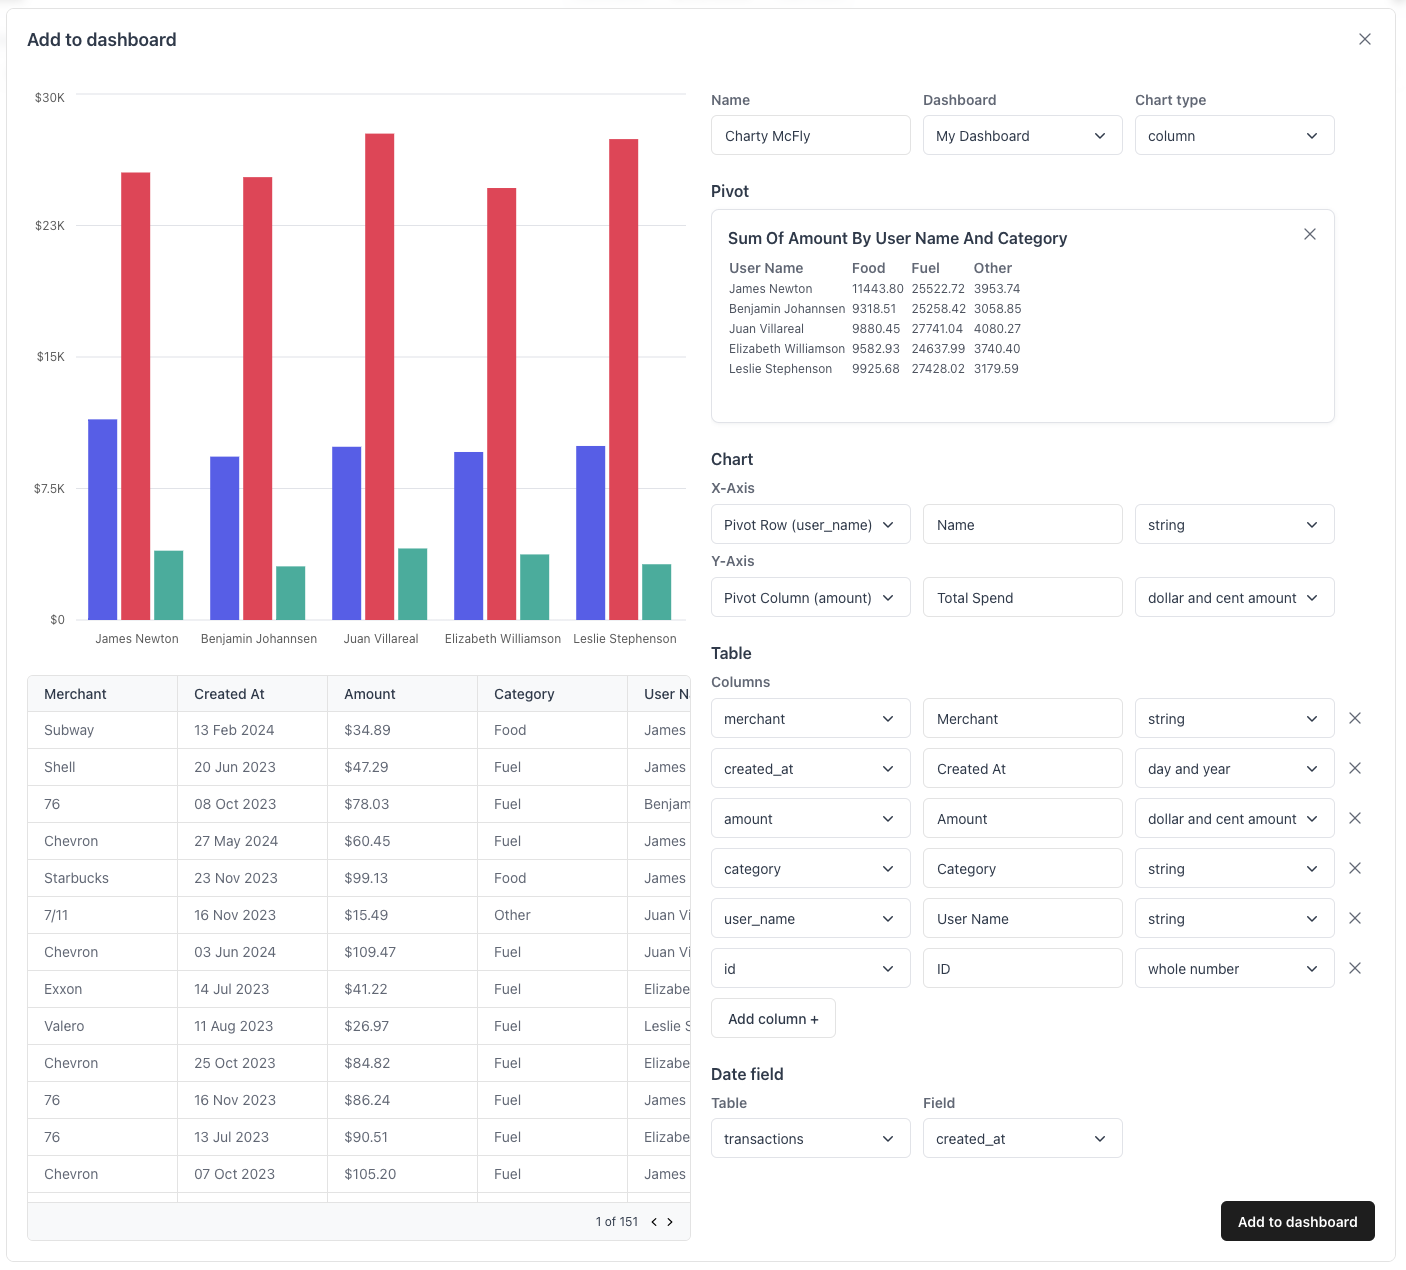 Add to dashboard
$30K
$23K
$15K
$7.5K
$0
James Newton Benjamin Johannsen Juan Villareal Elizabeth Williamson Leslie Stephenson
Merchant Created At Amount Category User N
Subway 13 Feb 2024 $34.89 Food James
Shell 20 Jun 2023 $47.29 Fuel James
76 08 Oct 2023 $78.03 Fuel Benjam
Chevron 27 May 2024 $60.45 Fuel James
Starbucks 23 Nov 2023 $99.13 Food James
7/11 16 Nov 2023 $15.49 Other Juan Vi
Chevron 03 Jun 2024 $109.47 Fuel Juan Vi
Exxon 14 Jul 2023 $41.22 Fuel Elizabe
Valero 11 Aug 2023 $26.97 Fuel Leslie S
Chevron 25 Oct 2023 $84.82 Fuel Elizabe
76 16 Nov 2023 $86.24 Fuel James
76 13 Jul 2023 $90.51 Fuel Elizabe
Chevron 07 Oct 2023 $105.20 Fuel James
1 of 151
Name Dashboard Chart type
Charty McFly My Dashboard column
Pivot
Sum Of Amount By User Name And Category
User Name Food Fuel Other
James Newton 11443.80 25522.72 3953.74
Benjamin Johannsen 9318.51 25258.42 3058.85
Juan Villareal 9880.45 27741.04 4080.27
Elizabeth Williamson 9582.93 24637.99 3740.40
Leslie Stephenson 9925.68 27428.02 3179.59
Chart
X-Axis
Pivot Row (user_name) Name string
Y-Axis
Pivot Column (amount) Total Spend dollar and cent amount
Table
Columns
merchant Merchant string
created_at Created At day and year
amount Amount dollar and cent amount
category Category string
user_name User Name string
id ID whole number
Add column +
Date field
Table Field
transactions created_at
Add to dashboard